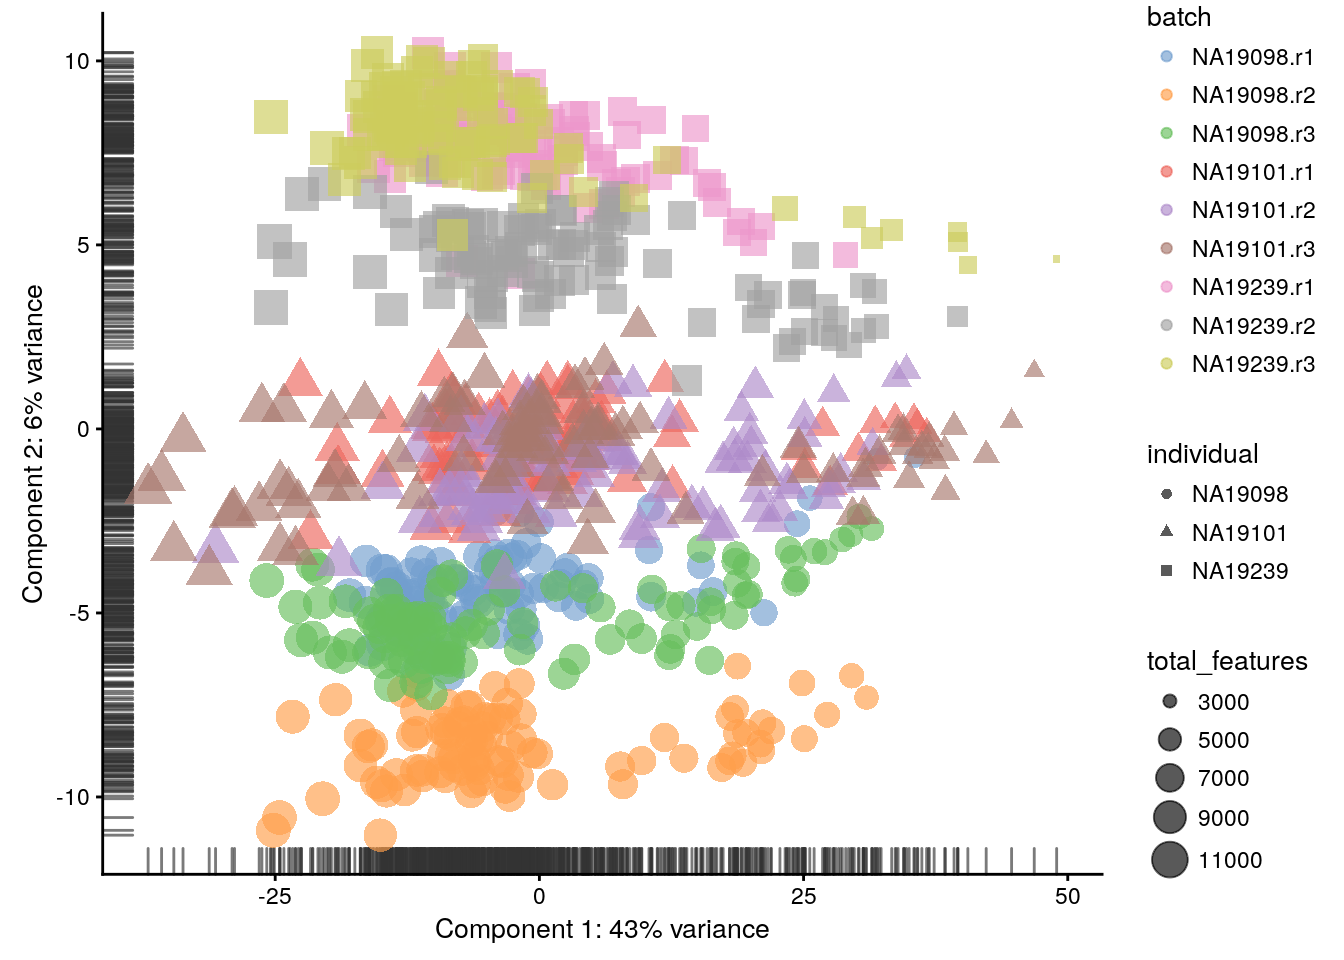 10
5
0
-5
-10
Component 2: 6% variance
-25
0
25
50
Component 1: 43% variance
batch
NA19098.r1
NA19098.r2
NA19098.r3
NA19101.r1
NA19101.r2
NA19101.r3
NA19239.r1
NA19239.r2
NA19239.r3
individual
NA19098
NA19101
NA19239
total_features
3000
5000
7000
9000
11000